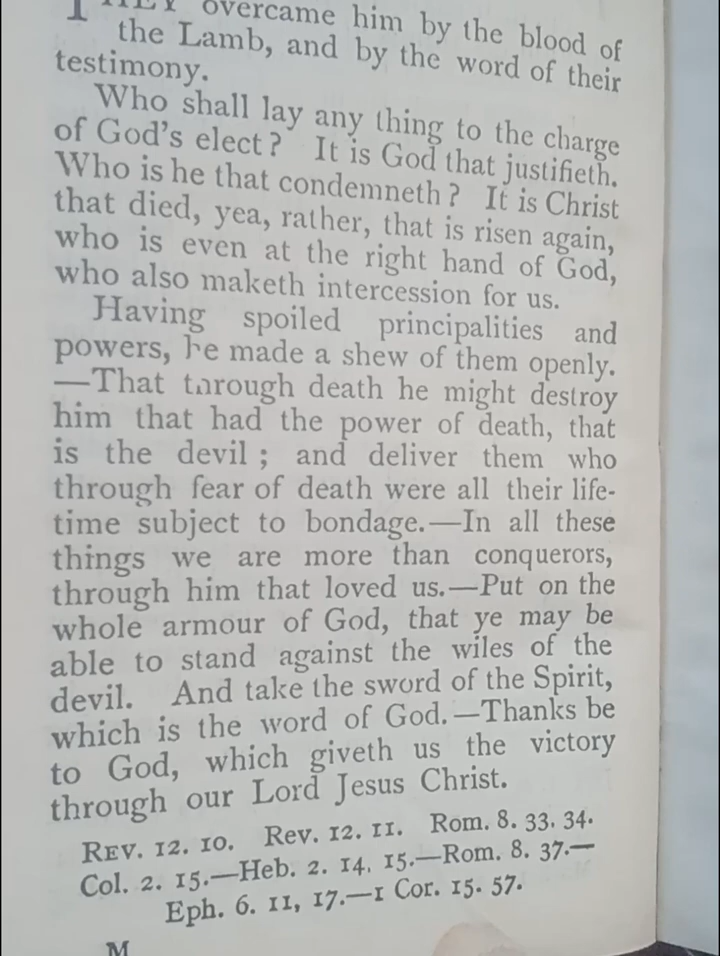 THEY overcame him by the blood of
the Lamb, and by the word of their
testimony.
Who shall lay any thing to the charge
of God's elect? It is God that justifieth.
Who is he that condemneth? It is Christ
that died, yea, rather, that is risen again,
who is even at the right hand of God,
who also maketh intercession for us.
Having spoiled principalities and
powers, he made a shew of them openly.
—That through death he might destroy
him that had the power of death, that
is the devil; and deliver them who
through fear of death were all their life-
time subject to bondage.—In all these
things we are more than conquerors,
through him that loved us.—Put on the
whole armour of God, that ye may be
able to stand against the wiles of the
devil. And take the sword of the Spirit,
which is the word of God.—Thanks be
to God, which giveth us the victory
through our Lord Jesus Christ.
REV. 12. 10. Rev. 12. 11. Rom. 8. 33. 34.
Col. 2. 15.—Heb. 2. 14, 15.—Rom. 8. 37.—
Eph. 6. 11, 17.—1 Cor. 15. 57.
M